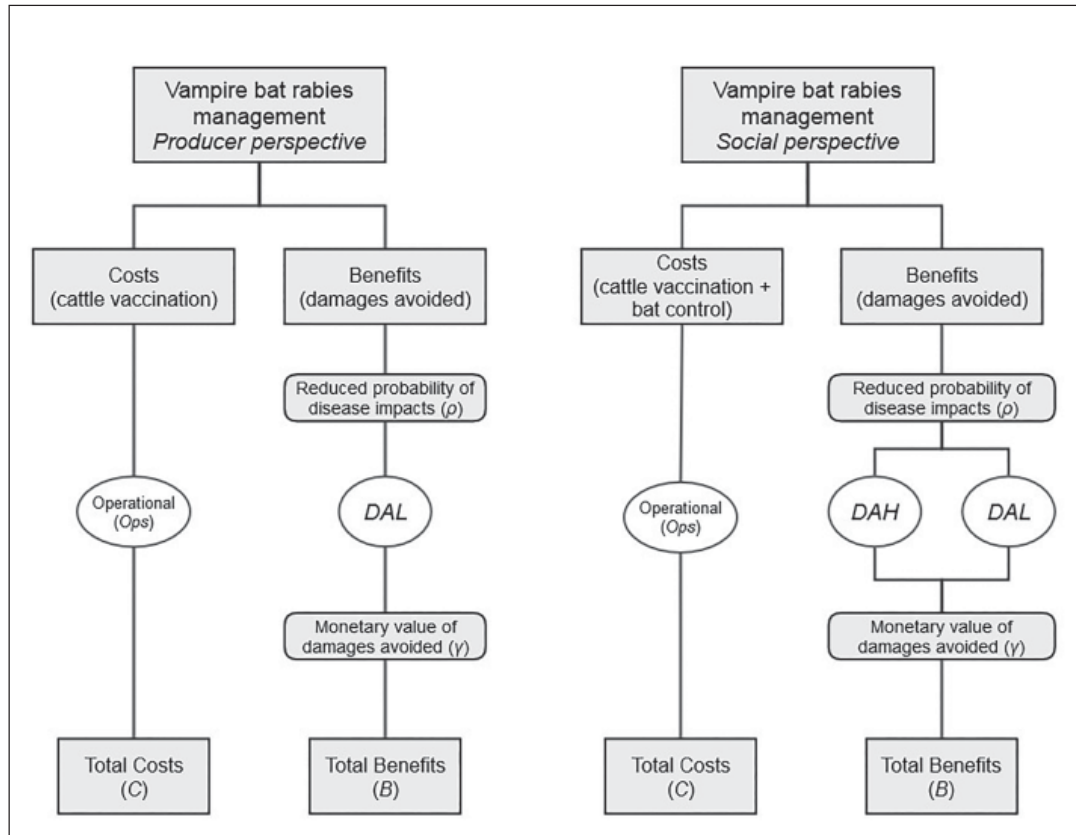 Vampire bat rabies
management
Producer perspective
Costs
(cattle vaccination)
Benefits
(damages avoided)
Reduced probability of
disease impacts (ρ)
Operational
(Ops)
DAL
Monetary value of
damages avoided (γ)
Total Costs
(C)
Total Benefits
(B)
Vampire bat rabies
management
Social perspective
Costs
(cattle vaccination +
bat control)
Benefits
(damages avoided)
Reduced probability of
disease impacts (ρ)
Operational
(Ops)
DAH
DAL
Monetary value of
damages avoided (γ)
Total Costs
(C)
Total Benefits
(B)